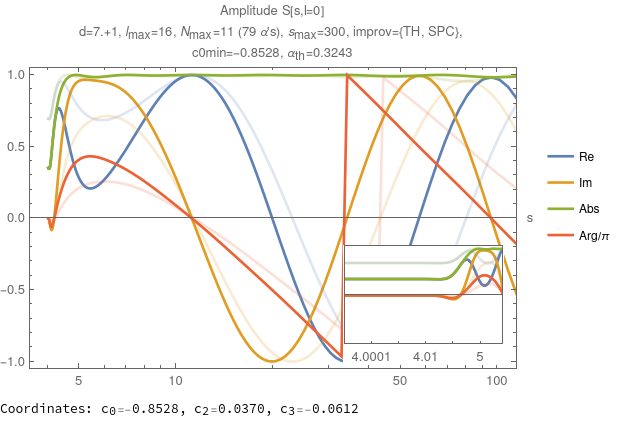 Amplitude S[s,l=0]
d=7.+1, lmax=16, Nmax=11 (79 α's), smax=300, improv={TH, SPC},
c0min=-0.8528, αth=0.3243
1.0
0.5
0.0
-0.5
-1.0
s
Re
Im
Abs
Arg/π
4.0001 4.01 5
5 10 50 100
Coordinates: c0=-0.8528, c2=0.0370, c3=-0.0612